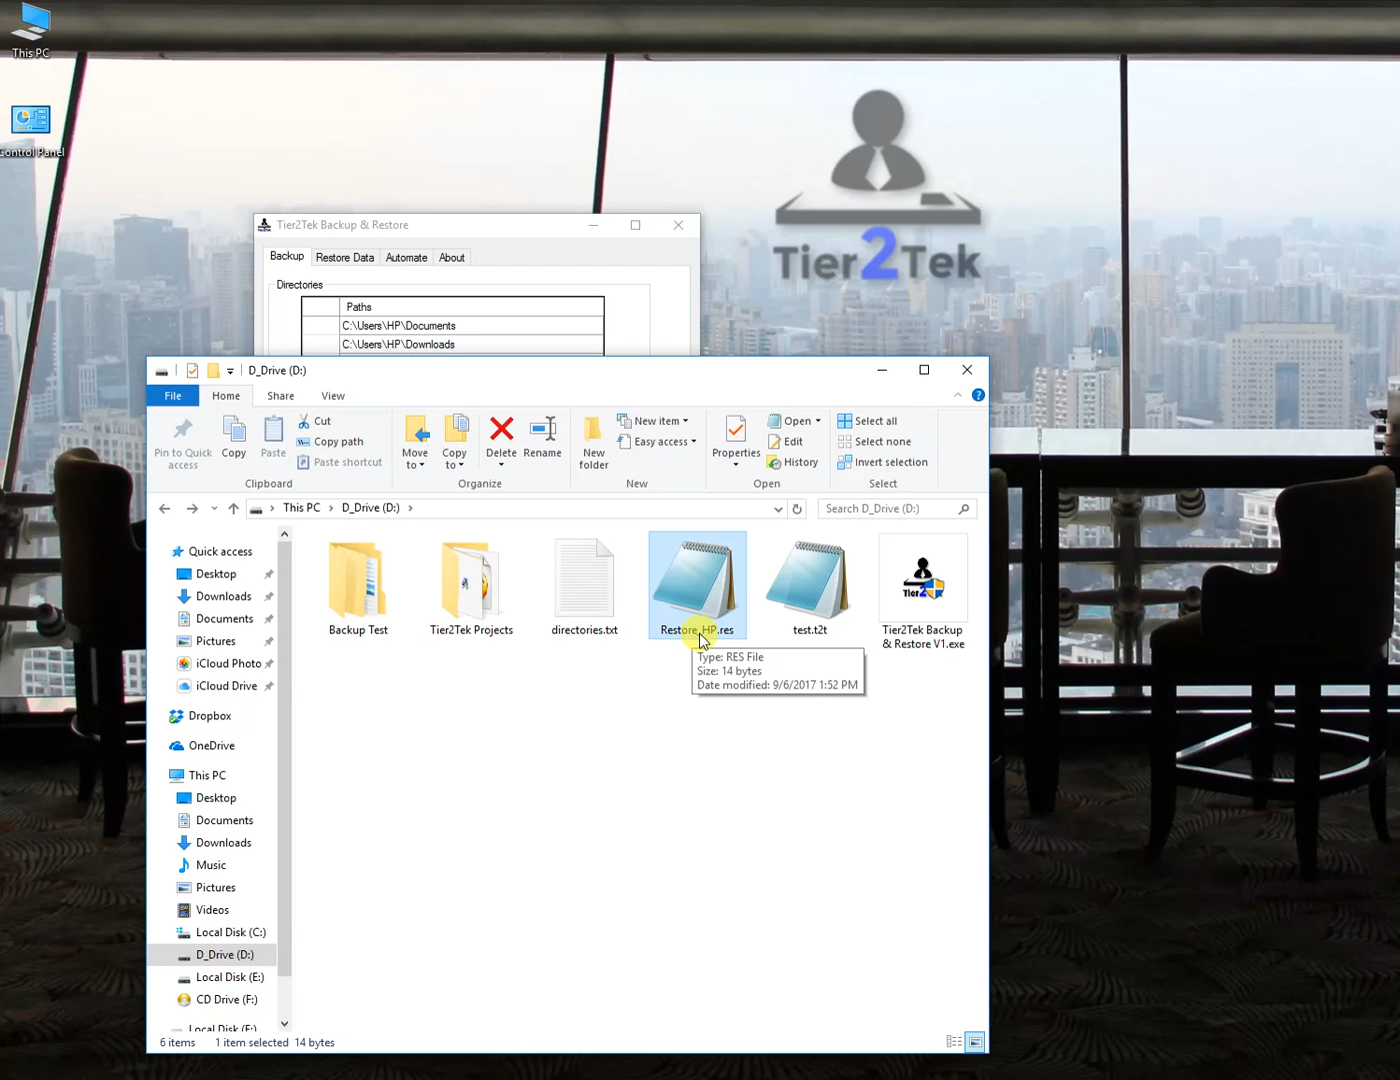 This PC
Control Panel
Tier2Tek
Tier2Tek Backup & Restore
Backup
Restore Data
Automate
About
Directories
Paths
C:\Users\HP\Documents
C:\Users\HP\Downloads
D_Drive (D:)
File
Home
Share
View
Pin to Quick access
Copy
Paste
Cut
Copy path
Paste shortcut
Clipboard
Move to
Copy to
Delete
Rename
Organize
New folder
New item
Easy access
New
Properties
Open
Edit
History
Open
Select all
Select none
Invert selection
Select
This PC
D_Drive (D:)
Search D_Drive (D:)
Quick access
Desktop
Downloads
Documents
Pictures
iCloud Photo
iCloud Drive
Dropbox
OneDrive
This PC
Desktop
Documents
Downloads
Music
Pictures
Videos
Local Disk (C:)
D_Drive (D:)
Local Disk (E:)
CD Drive (F:)
Backup Test
Tier2Tek Projects
directories.txt
Restore_HP.res
test.t2t
Tier2Tek Backup
& Restore V1.exe
Type: RES File
Size: 14 bytes
Date modified: 9/6/2017 1:52 PM
6 items
1 item selected 14 bytes